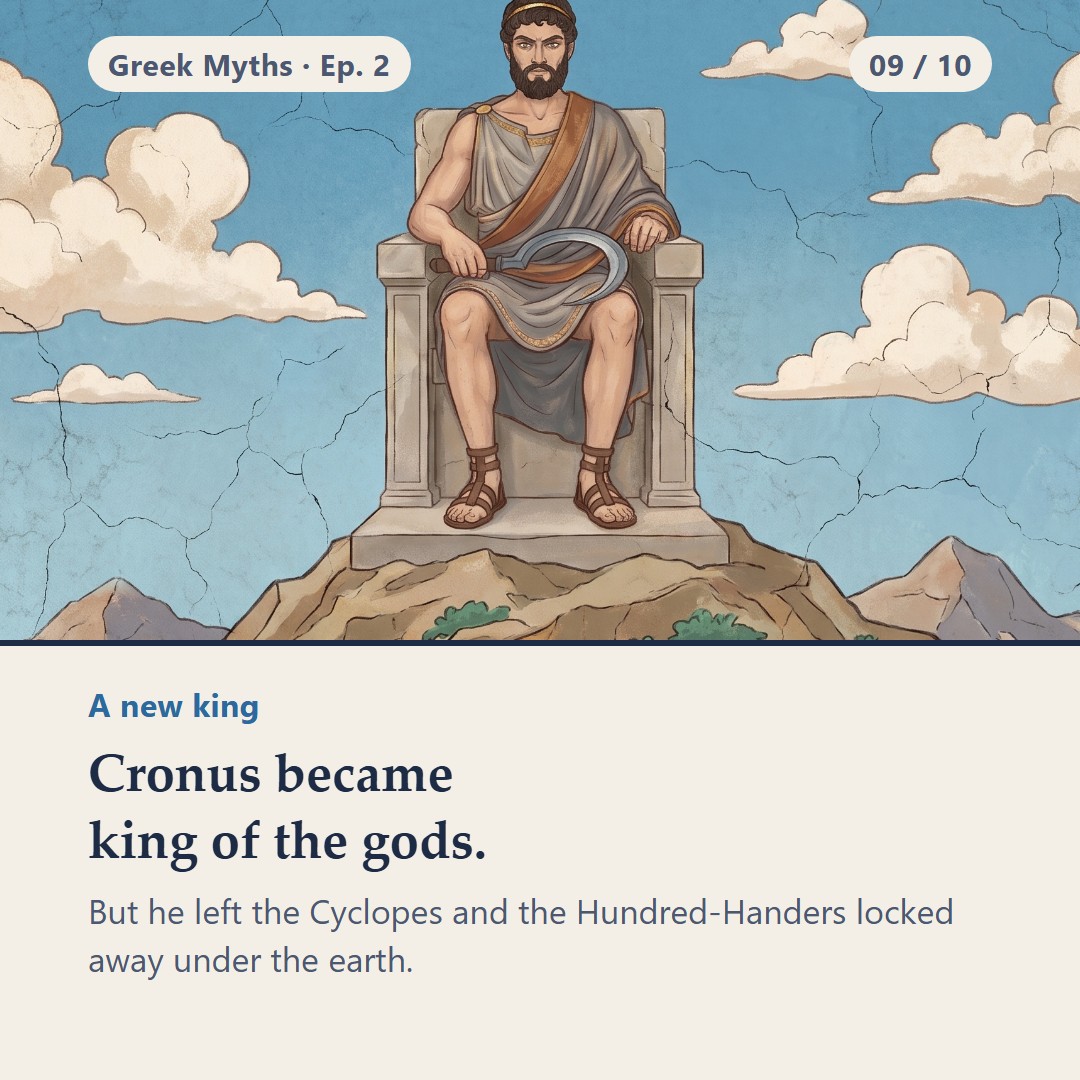 Greek Myths · Ep. 2
09 / 10
A new king
Cronus became
king of the gods.
But he left the Cyclopes and the Hundred-Handers locked
away under the earth.